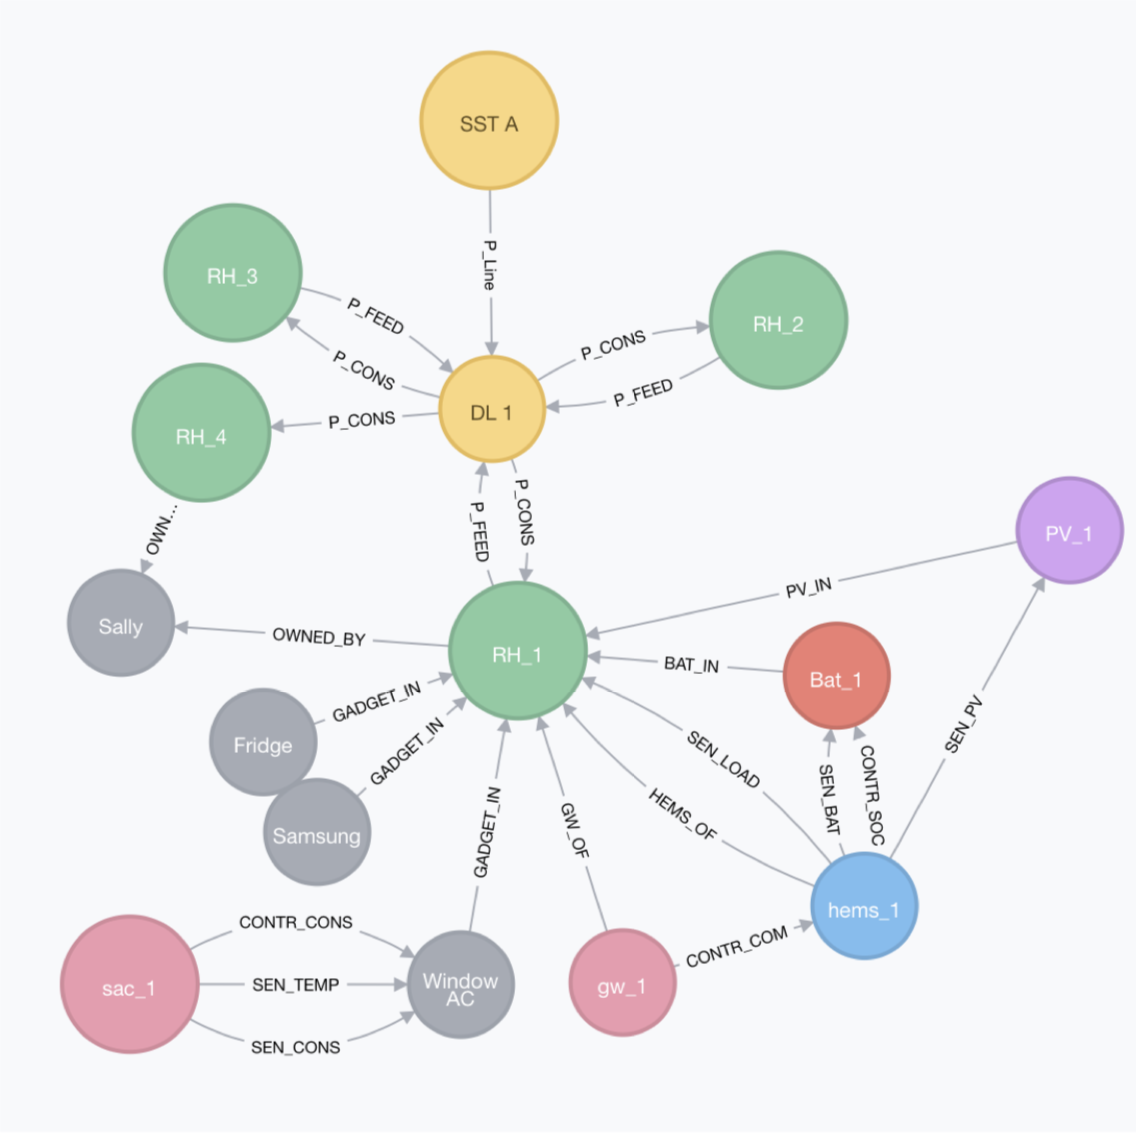 SST A
P_Line
RH_3
P_FEED
P_CONS
RH_2
P_CONS
P_FEED
DL 1
RH_4
P_CONS
OWN...
P_FEED
P_CONS
PV_1
PV_IN
Sally
OWNED_BY
RH_1
BAT_IN
Bat_1
GADGET_IN
Fridge
GADGET_IN
Samsung
SEN_LOAD
HEMS_OF
SEN_BAT
CONTR_SOC
SEN_PV
GADGET_IN
GW_OF
hems_1
CONTR_CONS
CONTR_COM
sac_1
SEN_TEMP
Window
AC
gw_1
SEN_CONS